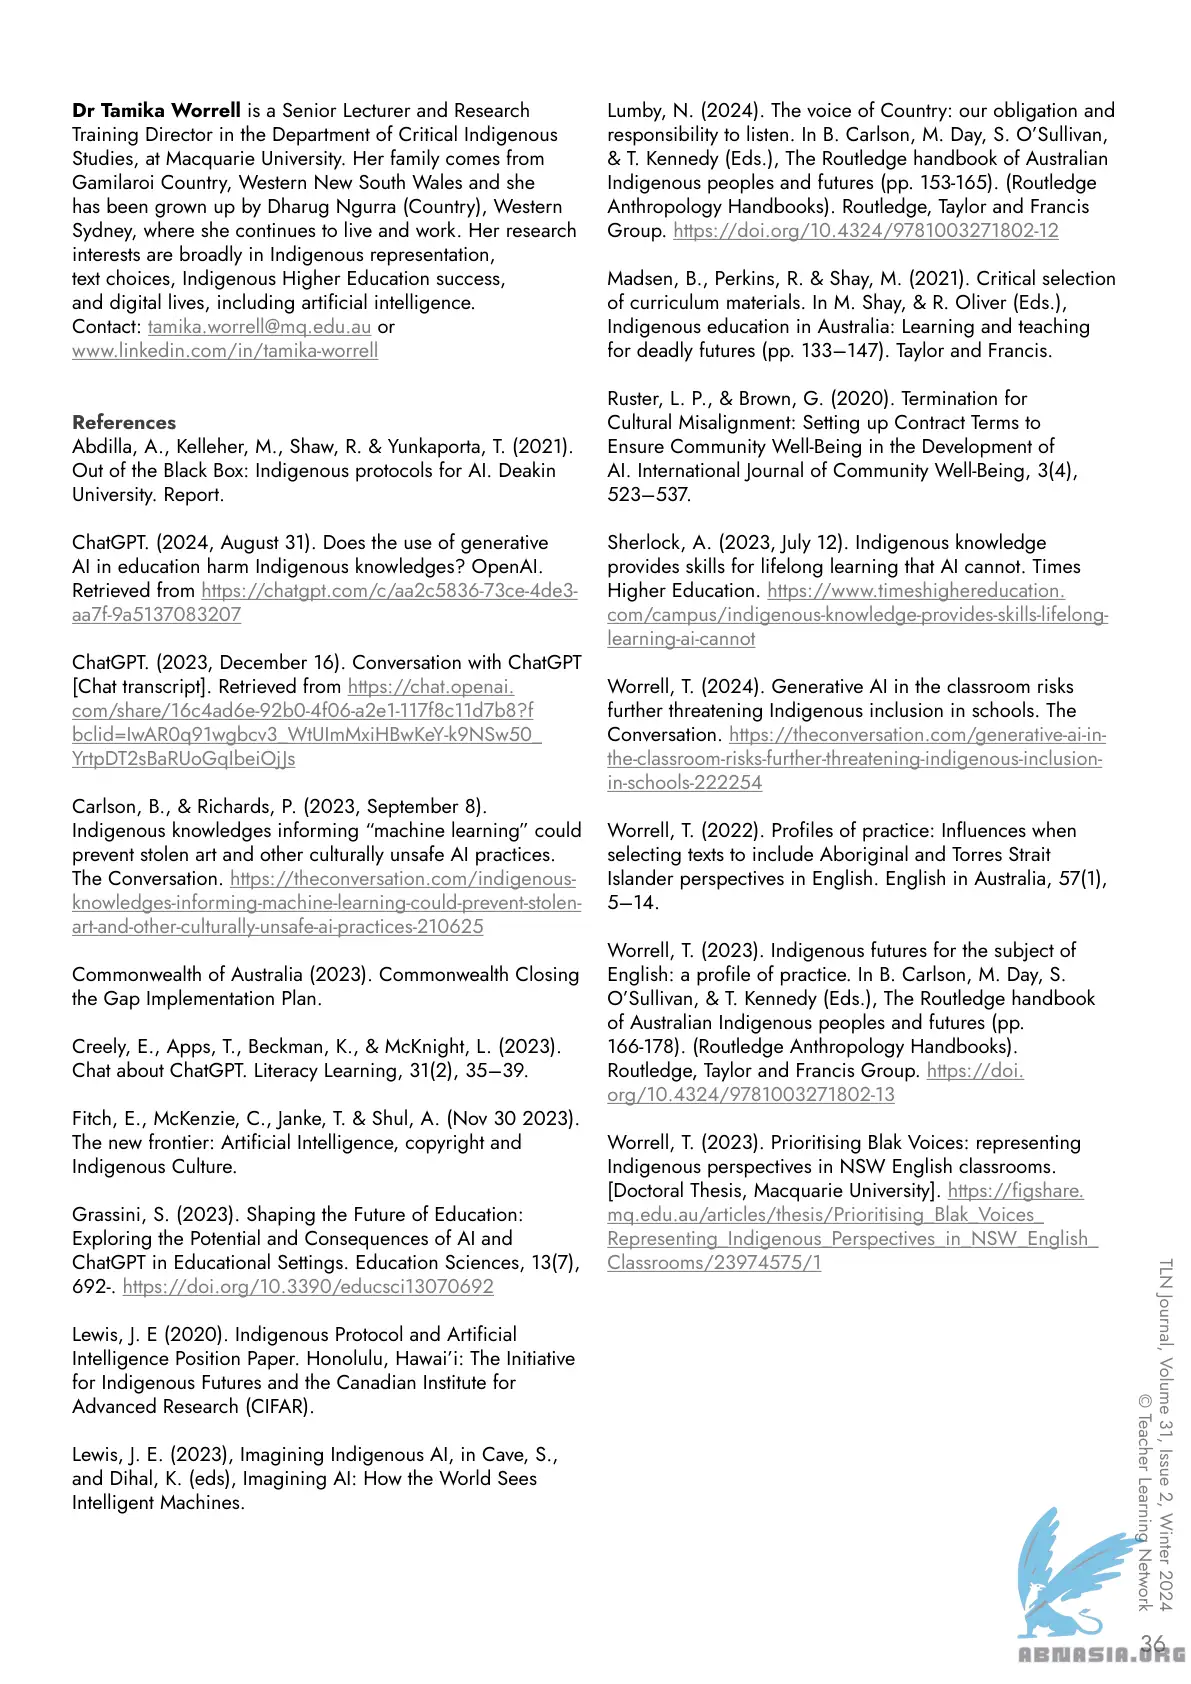 Dr Tamika Worrell is a Senior Lecturer and Research
Training Director in the Department of Critical Indigenous
Studies, at Macquarie University. Her family comes from
Gamilaroi Country, Western New South Wales and she
has been grown up by Dharug Ngurra (Country), Western
Sydney, where she continues to live and work. Her research
interests are broadly in Indigenous representation,
text choices, Indigenous Higher Education success,
and digital lives, including artificial intelligence.
Contact: tamika.worrell@mq.edu.au or
www.linkedin.com/in/tamika-worrell
References
Abdilla, A., Kelleher, M., Shaw, R. & Yunkaporta, T. (2021).
Out of the Black Box: Indigenous protocols for AI. Deakin
University. Report.
ChatGPT. (2024, August 31). Does the use of generative
AI in education harm Indigenous knowledges? OpenAI.
Retrieved from https://chatgpt.com/c/aa2c5836-73ce-4de3-
aa7f-9a5137083207
ChatGPT. (2023, December 16). Conversation with ChatGPT
[Chat transcript]. Retrieved from https://chat.openai.
com/share/16c4ad6e-92b0-4f06-a2e1-117f8c11d7b8?f
bclid=IwAR0q91wgbcv3_WtUImMxiHBwKeY-k9NSw50_
YrtpDT2sBaRUoGqIbeiOjJs
Carlson, B., & Richards, P. (2023, September 8).
Indigenous knowledges informing “machine learning” could
prevent stolen art and other culturally unsafe AI practices.
The Conversation. https://theconversation.com/indigenous-
knowledges-informing-machine-learning-could-prevent-stolen-
art-and-other-culturally-unsafe-ai-practices-210625
Commonwealth of Australia (2023). Commonwealth Closing
the Gap Implementation Plan.
Creely, E., Apps, T., Beckman, K., & McKnight, L. (2023).
Chat about ChatGPT. Literacy Learning, 31(2), 35–39.
Fitch, E., McKenzie, C., Janke, T. & Shul, A. (Nov 30 2023).
The new frontier: Artificial Intelligence, copyright and
Indigenous Culture.
Grassini, S. (2023). Shaping the Future of Education:
Exploring the Potential and Consequences of AI and
ChatGPT in Educational Settings. Education Sciences, 13(7),
692-. https://doi.org/10.3390/educsci13070692
Lewis, J. E (2020). Indigenous Protocol and Artificial
Intelligence Position Paper. Honolulu, Hawai’i: The Initiative
for Indigenous Futures and the Canadian Institute for
Advanced Research (CIFAR).
Lewis, J. E. (2023), Imagining Indigenous AI, in Cave, S.,
and Dihal, K. (eds), Imagining AI: How the World Sees
Intelligent Machines.
Lumby, N. (2024). The voice of Country: our obligation and
responsibility to listen. In B. Carlson, M. Day, S. O’Sullivan,
& T. Kennedy (Eds.), The Routledge handbook of Australian
Indigenous peoples and futures (pp. 153-165). (Routledge
Anthropology Handbooks). Routledge, Taylor and Francis
Group. https://doi.org/10.4324/9781003271802-12
Madsen, B., Perkins, R. & Shay, M. (2021). Critical selection
of curriculum materials. In M. Shay, & R. Oliver (Eds.),
Indigenous education in Australia: Learning and teaching
for deadly futures (pp. 133–147). Taylor and Francis.
Ruster, L. P., & Brown, G. (2020). Termination for
Cultural Misalignment: Setting up Contract Terms to
Ensure Community Well-Being in the Development of
AI. International Journal of Community Well-Being, 3(4),
523–537.
Sherlock, A. (2023, July 12). Indigenous knowledge
provides skills for lifelong learning that AI cannot. Times
Higher Education. https://www.timeshighereducation.
com/campus/indigenous-knowledge-provides-skills-lifelong-
learning-ai-cannot
Worrell, T. (2024). Generative AI in the classroom risks
further threatening Indigenous inclusion in schools. The
Conversation. https://theconversation.com/generative-ai-in-
the-classroom-risks-further-threatening-indigenous-inclusion-
in-schools-222254
Worrell, T. (2022). Profiles of practice: Influences when
selecting texts to include Aboriginal and Torres Strait
Islander perspectives in English. English in Australia, 57(1),
5–14.
Worrell, T. (2023). Indigenous futures for the subject of
English: a profile of practice. In B. Carlson, M. Day, S.
O’Sullivan, & T. Kennedy (Eds.), The Routledge handbook
of Australian Indigenous peoples and futures (pp.
166-178). (Routledge Anthropology Handbooks).
Routledge, Taylor and Francis Group. https://doi.
org/10.4324/9781003271802-13
Worrell, T. (2023). Prioritising Blak Voices: representing
Indigenous perspectives in NSW English classrooms.
[Doctoral Thesis, Macquarie University]. https://figshare.
mq.edu.au/articles/thesis/Prioritising_Blak_Voices_
Representing_Indigenous_Perspectives_in_NSW_English_
Classrooms/23974575/1
TLN Journal, Volume 31, Issue 2, Winter 2024
© Teacher Learning Network
36
ABNASIA.ORG